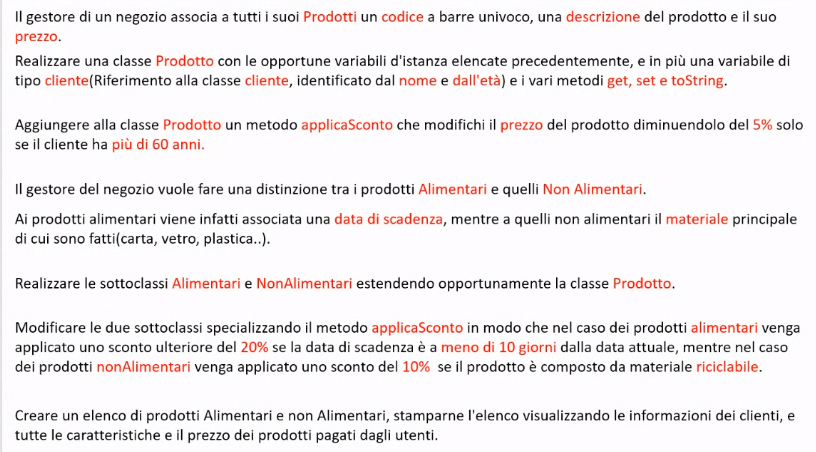 Il gestore di un negozio associa a tutti i suoi Prodotti un codice a barre univoco, una descrizione del prodotto e il suo
prezzo.
Realizzare una classe Prodotto con le opportune variabili d'istanza elencate precedentemente, e in più una variabile di
tipo cliente(Riferimento alla classe cliente, identificato dal nome e dall'età) e i vari metodi get, set e toString.
Aggiungere alla classe Prodotto un metodo applicaSconto che modifichi il prezzo del prodotto diminuendolo del 5% solo
se il cliente ha più di 60 anni.
Il gestore del negozio vuole fare una distinzione tra i prodotti Alimentari e quelli Non Alimentari.
Ai prodotti alimentari viene infatti associata una data di scadenza, mentre a quelli non alimentari il materiale principale
di cui sono fatti(carta, vetro, plastica..).
Realizzare le sottoclassi Alimentari e NonAlimentari estendendo opportunamente la classe Prodotto.
Modificare le due sottoclassi specializzando il metodo applicaSconto in modo che nel caso dei prodotti alimentari venga
applicato uno sconto ulteriore del 20% se la data di scadenza è a meno di 10 giorni dalla data attuale, mentre nel caso
dei prodotti nonAlimentari venga applicato uno sconto del 10% se il prodotto è composto da materiale riciclabile.
Creare un elenco di prodotti Alimentari e non Alimentari, stamparne l'elenco visualizzando le informazioni dei clienti, e
tutte le caratteristiche e il prezzo dei prodotti pagati dagli utenti.